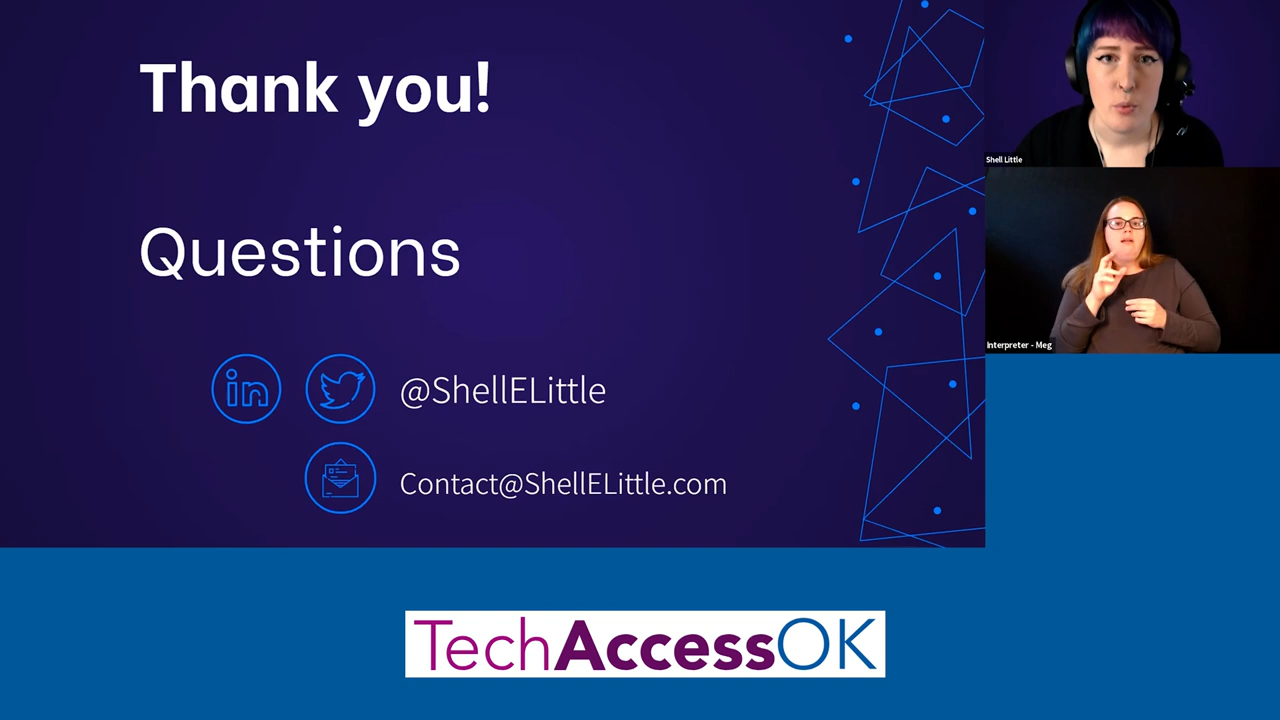 Thank you!
Questions
@ShellELittle
Contact@ShellELittle.com
Shell Little
Interpreter - Meg
TechAccessOK